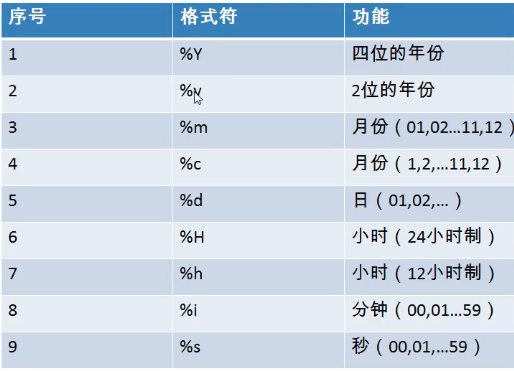 序号 格式符 功能
1 %Y 四位的年份
2 %y 2位的年份
3 %m 月份（01,02…11,12）
4 %c 月份（1,2,…11,12）
5 %d 日（01,02,…）
6 %H 小时（24小时制）
7 %h 小时（12小时制）
8 %i 分钟（00,01…59）
9 %s 秒（00,01,…59）